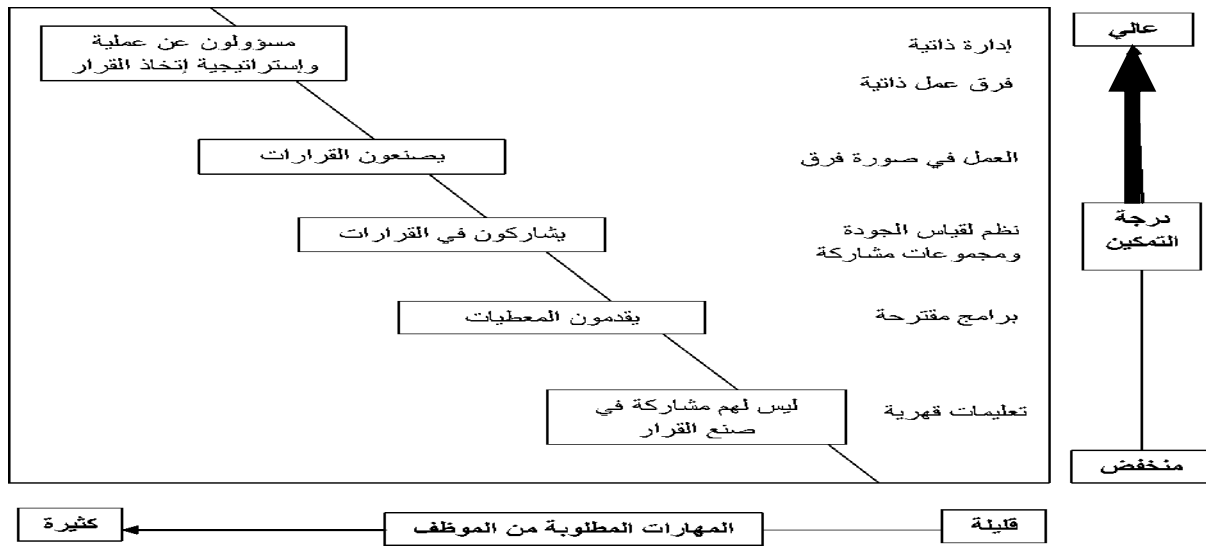 مسؤولون عن عملية
وإستراتيجية إتخاذ القرار
إدارة ذاتية
فرق عمل ذاتية
عالي
يصنعون القرارات
العمل في صورة فرق
درجة
التمكين
يشاركون في القرارات
نظم لقياس الجودة
ومجموعات مشاركة
يقدمون المعطيات
برامج مقترحة
ليس لهم مشاركة في
صنع القرار
تعليمات قهرية
منخفض
قليلة
المهارات المطلوبة من الموظف
كثيرة